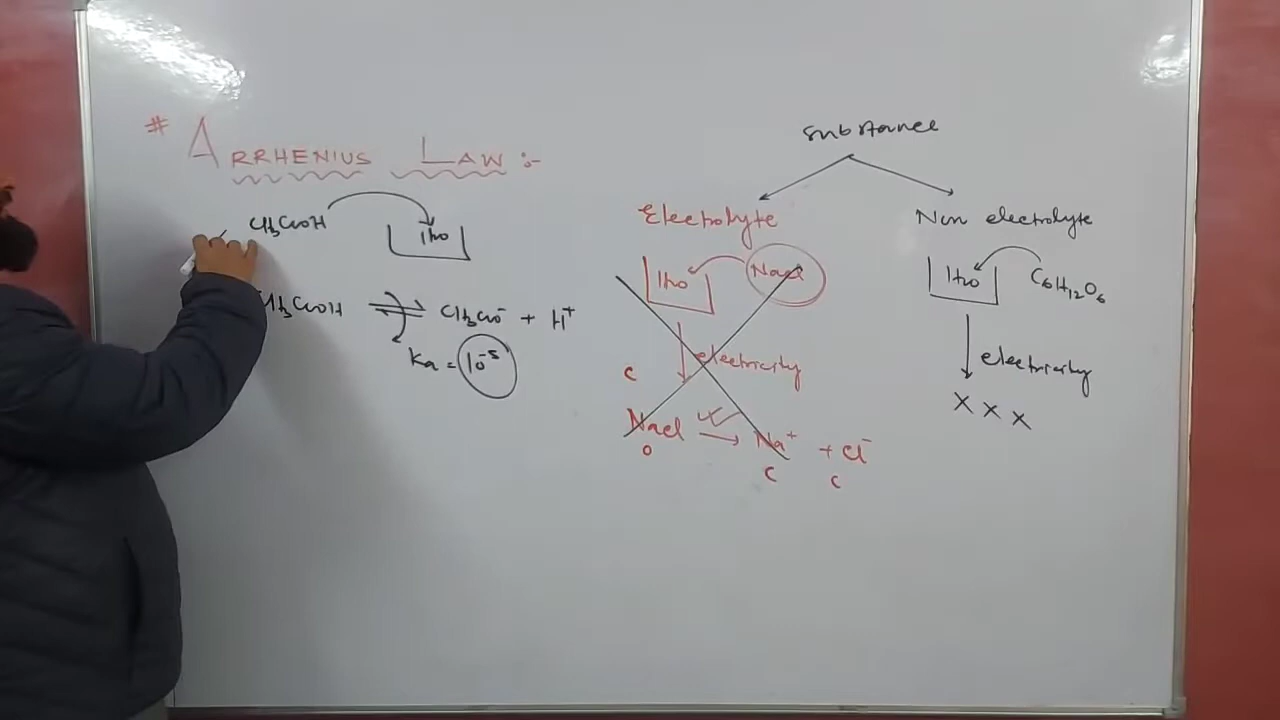 # ARRHENIUS LAW :-
CH3COOH
H2O
CH3COOH ⇌ CH3COO⁻ + H⁺
Ka = 10⁻⁵
substance
Electrolyte
H2O NaCl
electricity
C
NaCl → Na⁺ + Cl⁻
0 C C
Non electrolyte
H2O C6H12O6
electricity
X X X